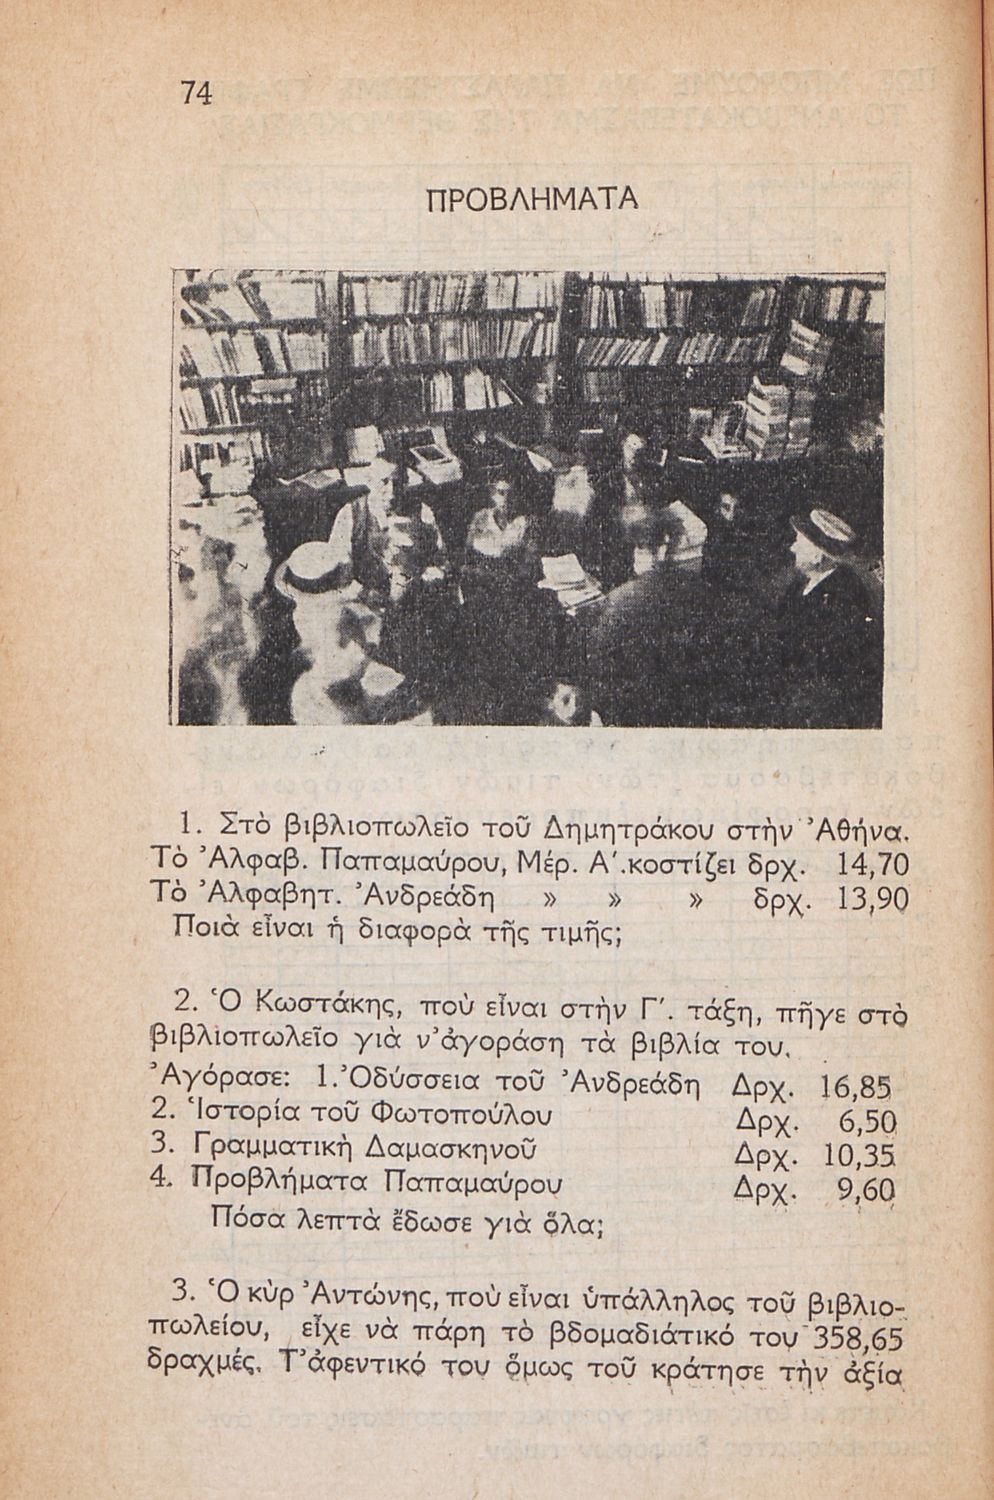 74
ΠΡΟΒΛΗΜΑΤΑ
1. Στὸ βιβλιοπωλεῖο τοῦ Δημητράκου στὴν Ἀθήνα.
Τὸ Ἀλφαβ. Παπαμαύρου, Μέρ. Α΄.κοστίζει δρχ. 14,70
Τὸ Ἀλφαβητ. Ἀνδρεάδη » » » δρχ. 13,90
Ποιὰ εἶναι ἡ διαφορὰ τῆς τιμῆς;
2. Ὁ Κωστάκης, ποὺ εἶναι στὴν Γ΄. τάξη, πῆγε στὸ
βιβλιοπωλεῖο γιὰ ν’ ἀγοράση τὰ βιβλία του.
Ἀγόρασε: 1. Ὀδύσσεια τοῦ Ἀνδρεάδη Δρχ. 16,85
2. Ἱστορία τοῦ Φωτοπούλου Δρχ. 6,50
3. Γραμματικὴ Δαμασκηνοῦ Δρχ. 10,35
4. Προβλήματα Παπαμαύρου Δρχ. 9,60
Πόσα λεπτὰ ἔδωσε γιὰ ὅλα;
3. Ὁ κὺρ Ἀντώνης, ποὺ εἶναι ὑπάλληλος τοῦ βιβλιο-
πωλείου, εἶχε νὰ πάρη τὸ βδομαδιάτικό του 358,65
δραχμές. Τ’ ἀφεντικό του ὅμως τοῦ κράτησε τὴν ἀξία